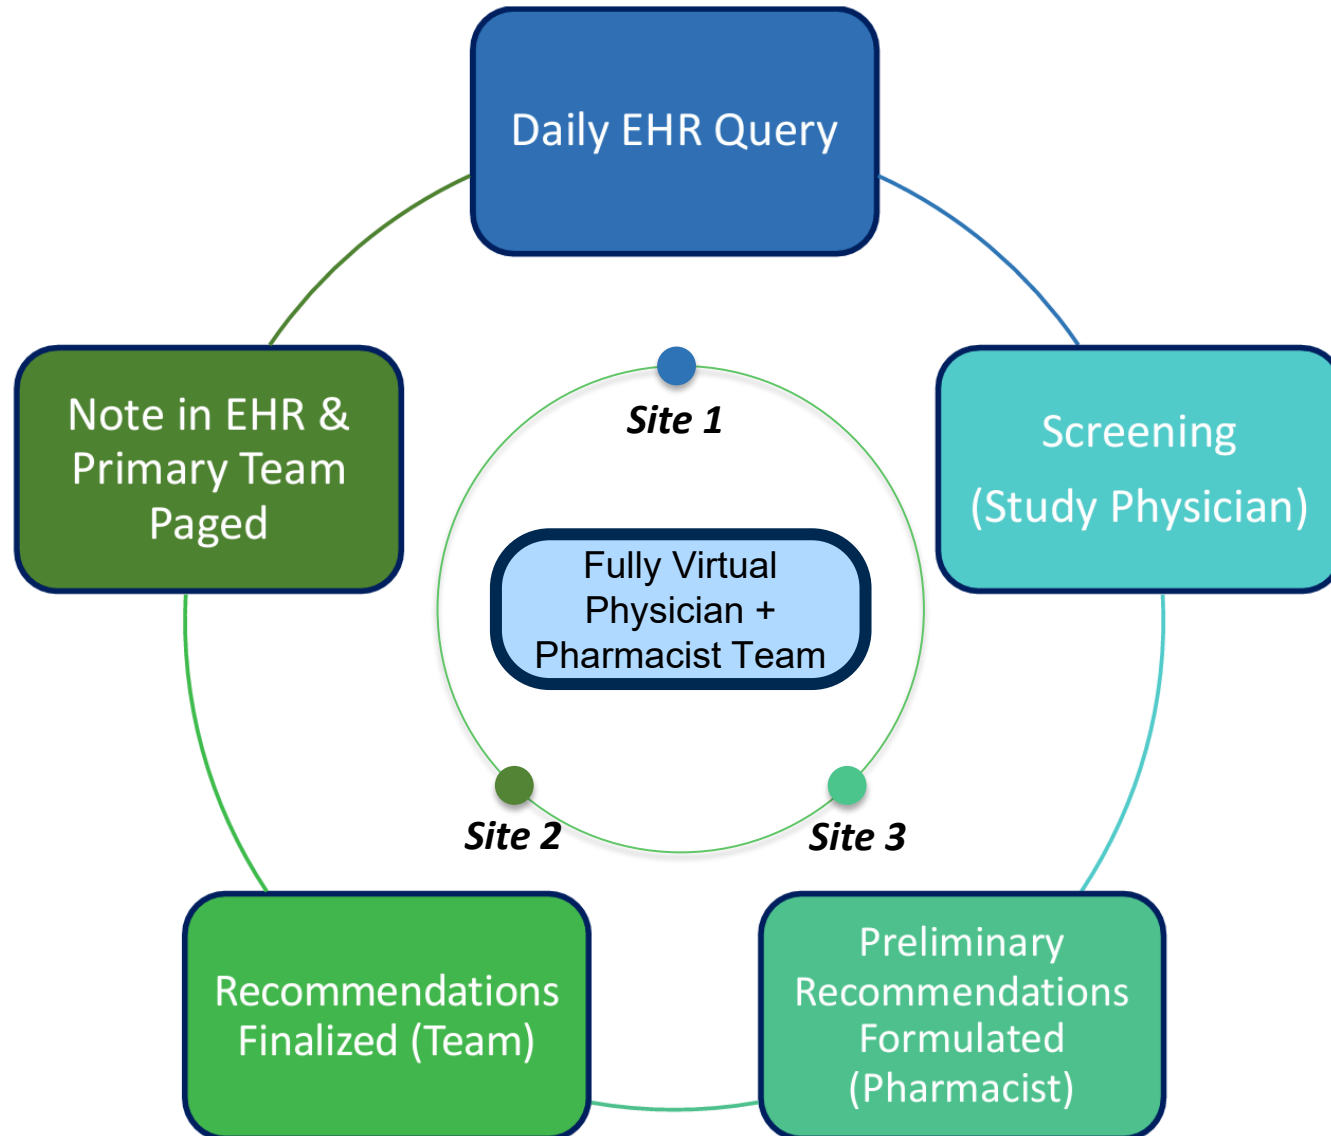 Daily EHR Query
Note in EHR &
Primary Team
Paged
Screening
(Study Physician)
Site 1
Fully Virtual
Physician +
Pharmacist Team
Site 2
Site 3
Recommendations
Finalized (Team)
Preliminary
Recommendations
Formulated
(Pharmacist)